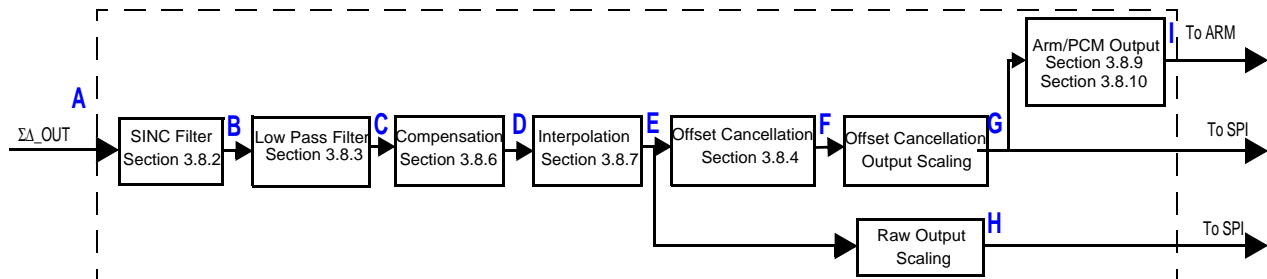 Arm/PCM Output
Section 3.8.9
Section 3.8.10
I
To ARM
A
ΣΔ_OUT
SINC Filter
Section 3.8.2
B
Low Pass Filter
Section 3.8.3
C
Compensation
Section 3.8.6
D
Interpolation
Section 3.8.7
E
Offset Cancellation
Section 3.8.4
F
Offset Cancellation
Output Scaling
G
To SPI
Raw Output
Scaling
H
To SPI